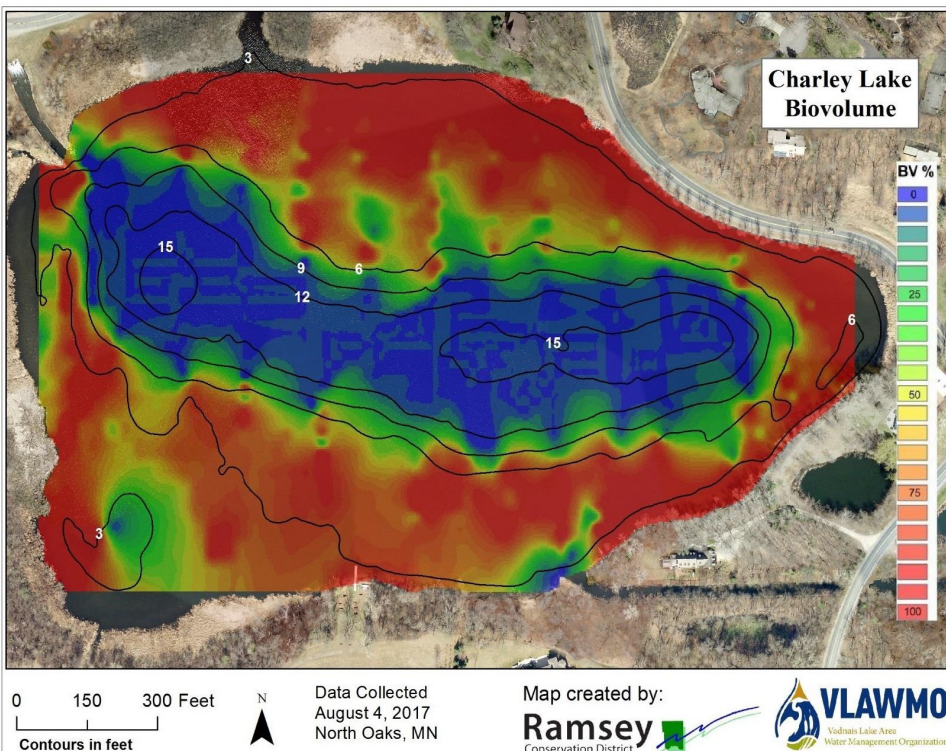 Charley Lake
Biovolume
BV %
0
25
50
75
100
3
15
9
6
12
15
6
3
0 150 300 Feet
Contours in feet
N
Data Collected
August 4, 2017
North Oaks, MN
Map created by:
Ramsey
Conservation District
VLAWMO
Vadnais Lake Area
Water Management Organization